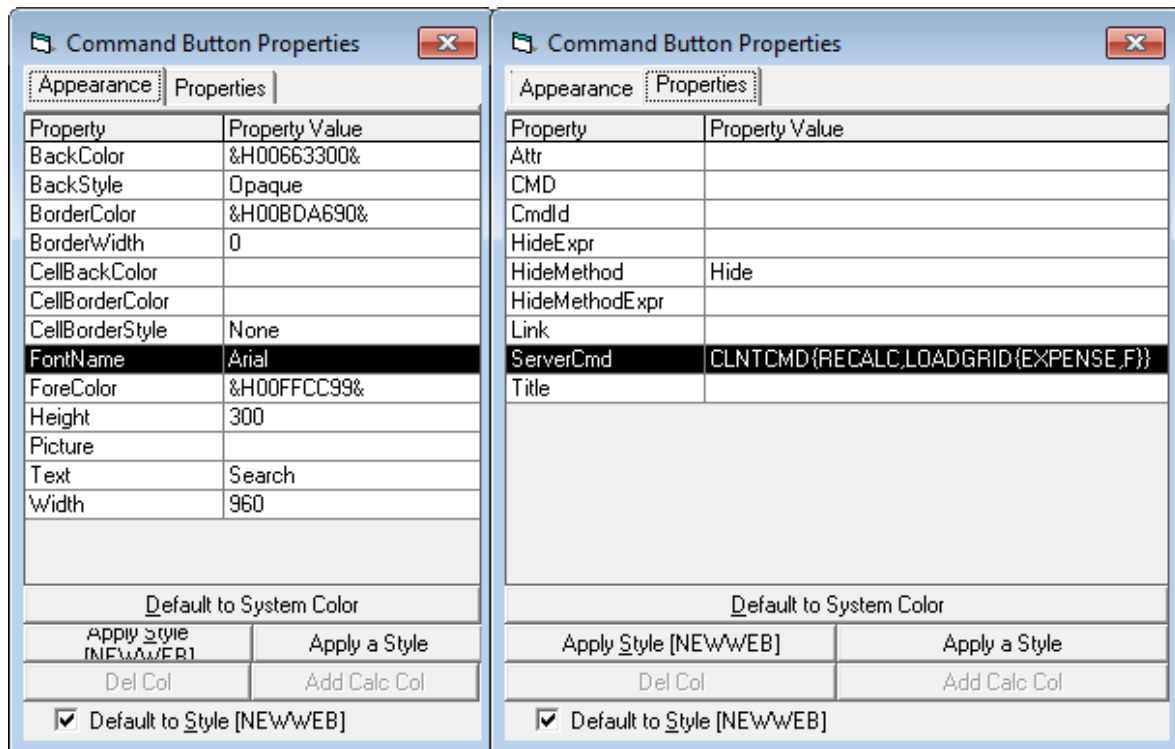 Command Button Properties
Appearance Properties
Property Property Value
BackColor &H00663300&
BackStyle Opaque
BorderColor &H00BDA690&
BorderWidth 0
CellBackColor
CellBorderColor
CellBorderStyle None
FontName Arial
ForeColor &H00FFCC99&
Height 300
Picture
Text Search
Width 960
Default to System Color
Apply Style [NEWWEB] Apply a Style
Del Col Add Calc Col
Default to Style [NEWWEB]
Command Button Properties
Appearance Properties
Property Property Value
Attr
CMD
CmdId
HideExpr
HideMethod Hide
HideMethodExpr
Link
ServerCmd CLNTCMD{RECALC,LOADGRID{EXPENSE,F}}
Title
Default to System Color
Apply Style [NEWWEB] Apply a Style
Del Col Add Calc Col
Default to Style [NEWWEB]